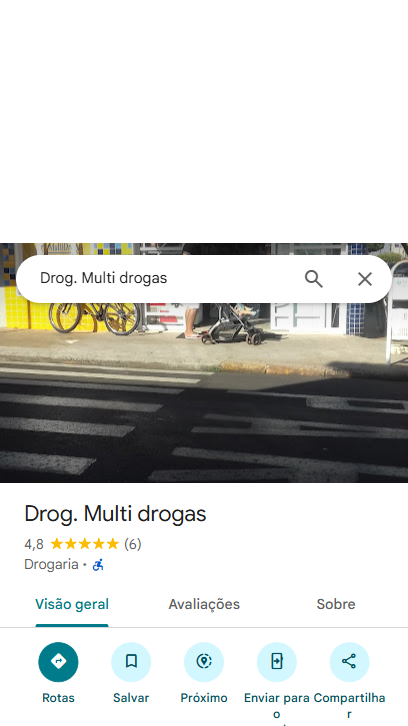 Drog. Multi drogas
Drog. Multi drogas
4,8 (6)
Drogaria ·
Visão geral Avaliações Sobre
Rotas Salvar Próximo Enviar para Compartilha
o r